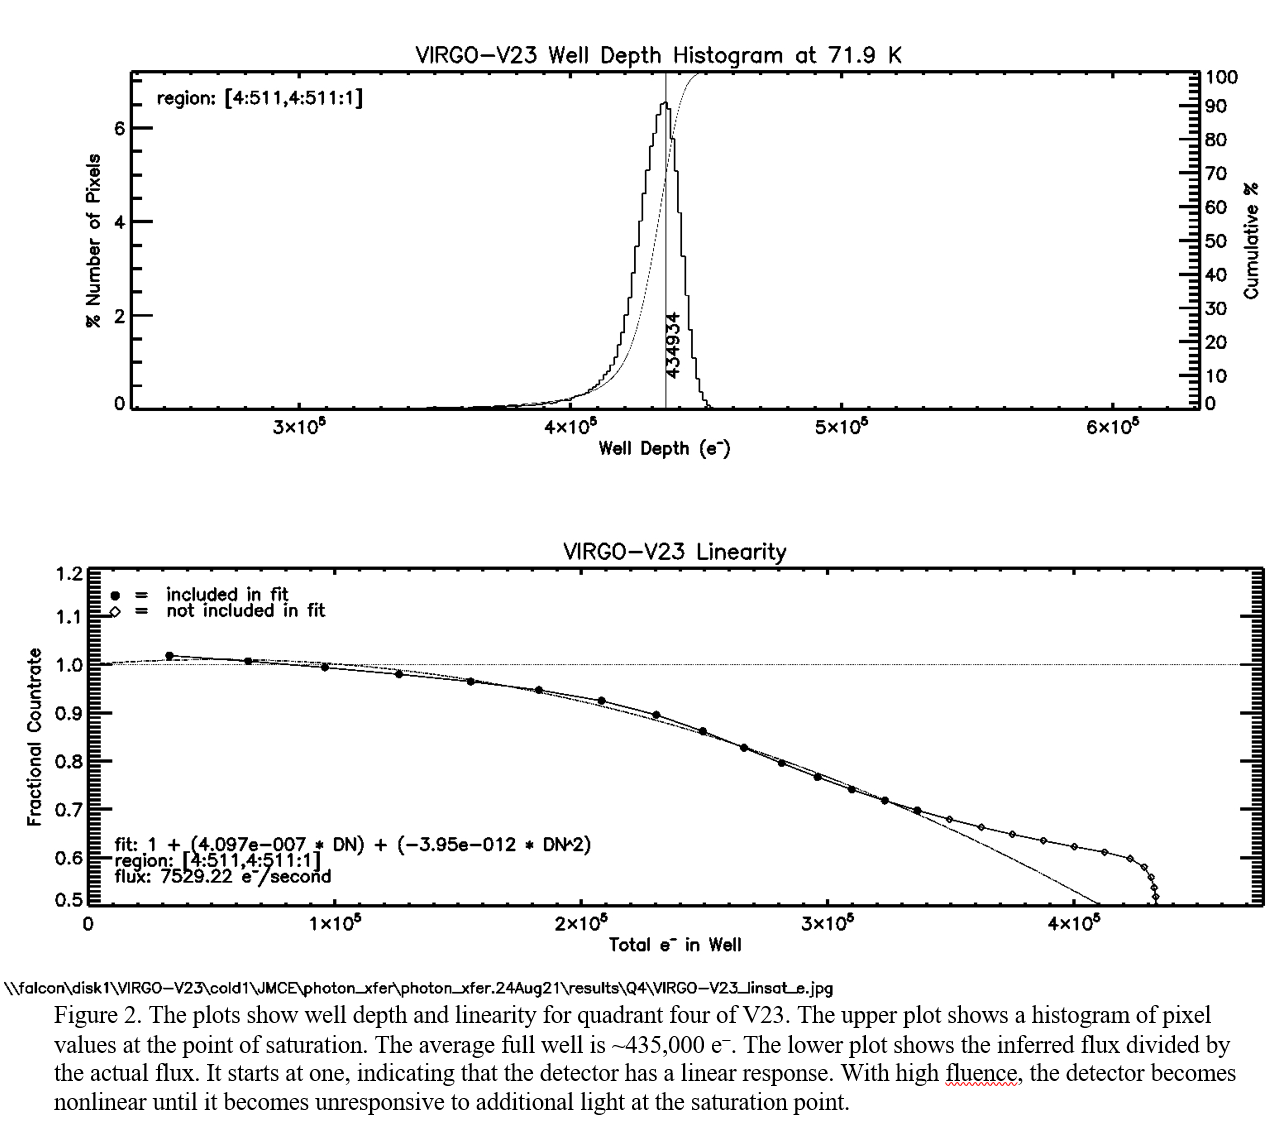 VIRGO-V23 Well Depth Histogram at 71.9 K
region: [4:511,4:511:1]
% Number of Pixels
6
4
2
0
100
90
80
70
60
50
40
30
20
10
0
Cumulative %
434934
3×10⁵
4×10⁵
5×10⁵
6×10⁵
Well Depth (e⁻)
VIRGO-V23 Linearity
● = included in fit
◇ = not included in fit
Fractional Countrate
1.2
1.1
1.0
0.9
0.8
0.7
0.6
0.5
fit: 1 + (4.097e-007 * DN) + (-3.95e-012 * DN^2)
region: [4:511,4:511:1]
flux: 7529.22 e⁻/second
0
1×10⁵
2×10⁵
3×10⁵
4×10⁵
Total e⁻ in Well
\\falcon\disk1\VIRGO-V23\cold1\JMCE\photon_xfer\photon_xfer.24Aug21\results\Q4\VIRGO-V23_linsat_e.jpg
Figure 2. The plots show well depth and linearity for quadrant four of V23. The upper plot shows a histogram of pixel
values at the point of saturation. The average full well is ~435,000 e⁻. The lower plot shows the inferred flux divided by
the actual flux. It starts at one, indicating that the detector has a linear response. With high fluence, the detector becomes
nonlinear until it becomes unresponsive to additional light at the saturation point.